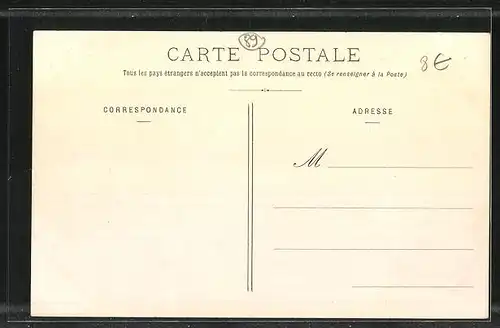 89
CARTE POSTALE
8€
Tous les pays étrangers n'acceptent pas la correspondance au recto (Se renseigner à la Poste)
CORRESPONDANCE
ADRESSE
M